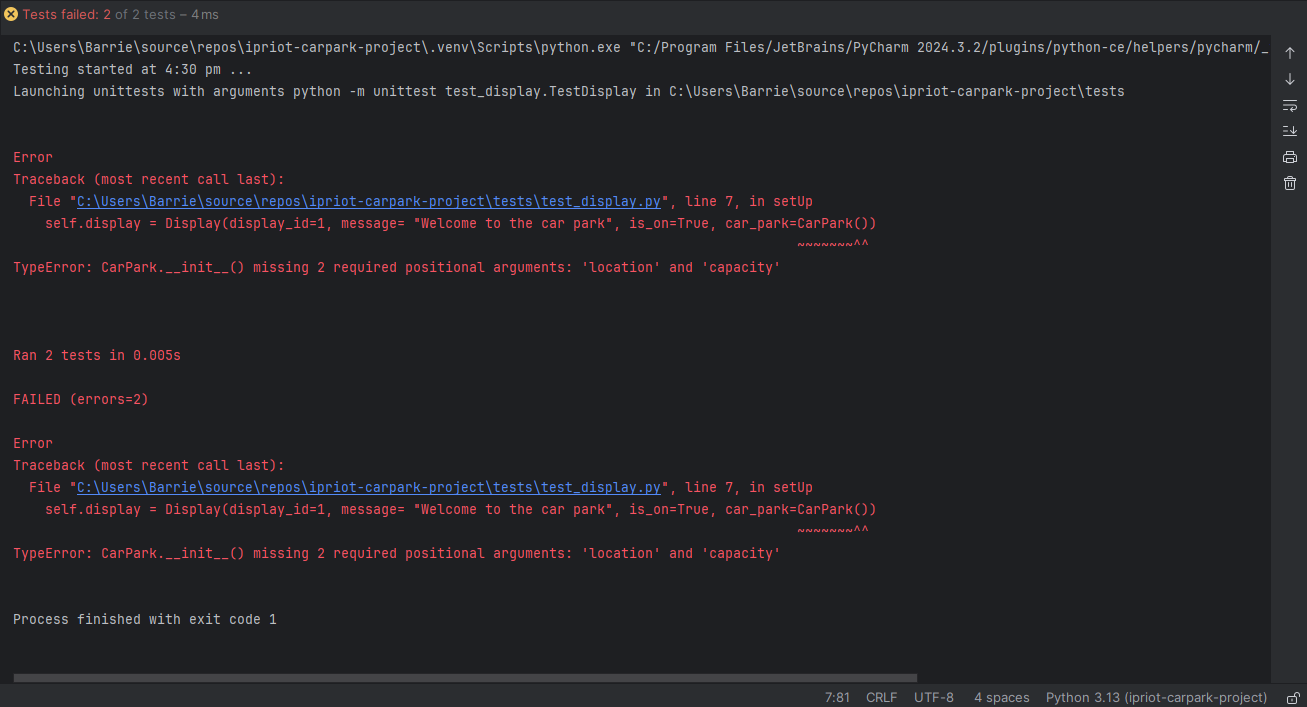 Tests failed: 2 of 2 tests – 4 ms
C:\Users\Barrie\source\repos\ipriot-carpark-project\.venv\Scripts\python.exe "C:/Program Files/JetBrains/PyCharm 2024.3.2/plugins/python-ce/helpers/pycharm/_
Testing started at 4:30 pm ...
Launching unittests with arguments python -m unittest test_display.TestDisplay in C:\Users\Barrie\source\repos\ipriot-carpark-project\tests
Error
Traceback (most recent call last):
  File "C:\Users\Barrie\source\repos\ipriot-carpark-project\tests\test_display.py", line 7, in setUp
    self.display = Display(display_id=1, message= "Welcome to the car park", is_on=True, car_park=CarPark())
                                                                                                  ~~~~~~~^^
TypeError: CarPark.__init__() missing 2 required positional arguments: 'location' and 'capacity'
Ran 2 tests in 0.005s
FAILED (errors=2)
Error
Traceback (most recent call last):
  File "C:\Users\Barrie\source\repos\ipriot-carpark-project\tests\test_display.py", line 7, in setUp
    self.display = Display(display_id=1, message= "Welcome to the car park", is_on=True, car_park=CarPark())
                                                                                                  ~~~~~~~^^
TypeError: CarPark.__init__() missing 2 required positional arguments: 'location' and 'capacity'
Process finished with exit code 1
7:81 CRLF UTF-8 4 spaces Python 3.13 (ipriot-carpark-project)